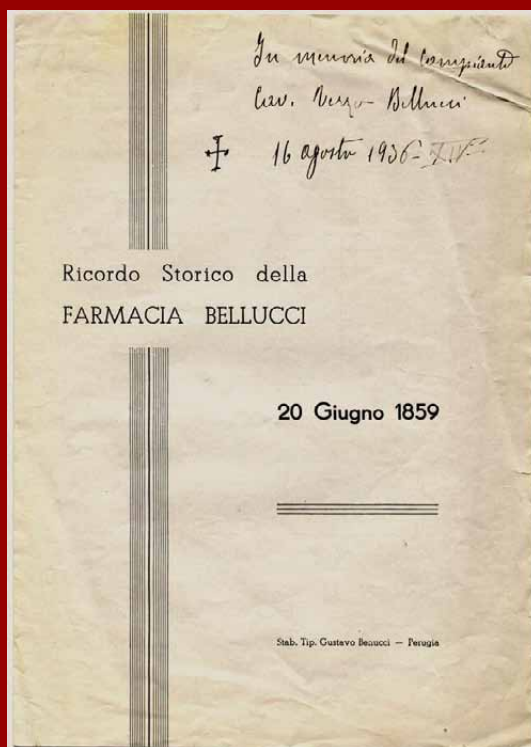 In memoria del compianto
Cav. Bellucci
16 agosto 1936 - XIV
Ricordo Storico della
FARMACIA BELLUCCI
20 Giugno 1859
Stab. Tip. Gustavo Benucci — Perugia